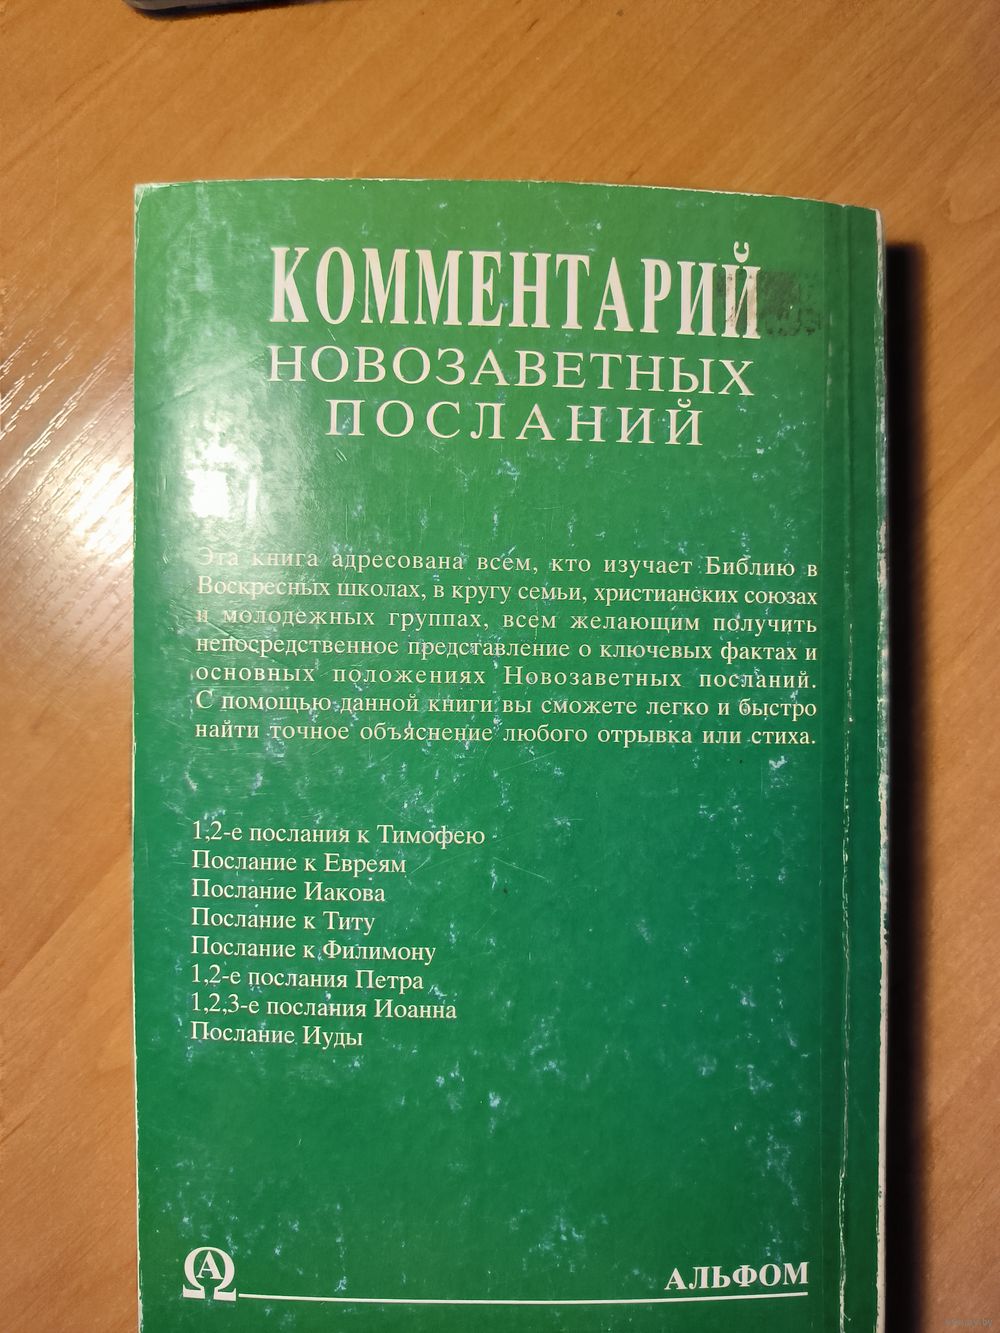 КОММЕНТАРИЙ
НОВОЗАВЕТНЫХ
ПОСЛАНИЙ
Эта книга адресована всем, кто изучает Библию в
Воскресных школах, в кругу семьи, христианских союзах
и молодежных группах, всем желающим получить
непосредственное представление о ключевых фактах и
основных положениях Новозаветных посланий.
С помощью данной книги вы сможете легко и быстро
найти точное объяснение любого отрывка или стиха.
1,2-е послания к Тимофею
Послание к Евреям
Послание Иакова
Послание к Титу
Послание к Филимону
1,2-е послания Петра
1,2,3-е послания Иоанна
Послание Иуды
АΩ
АЛЬФОМ